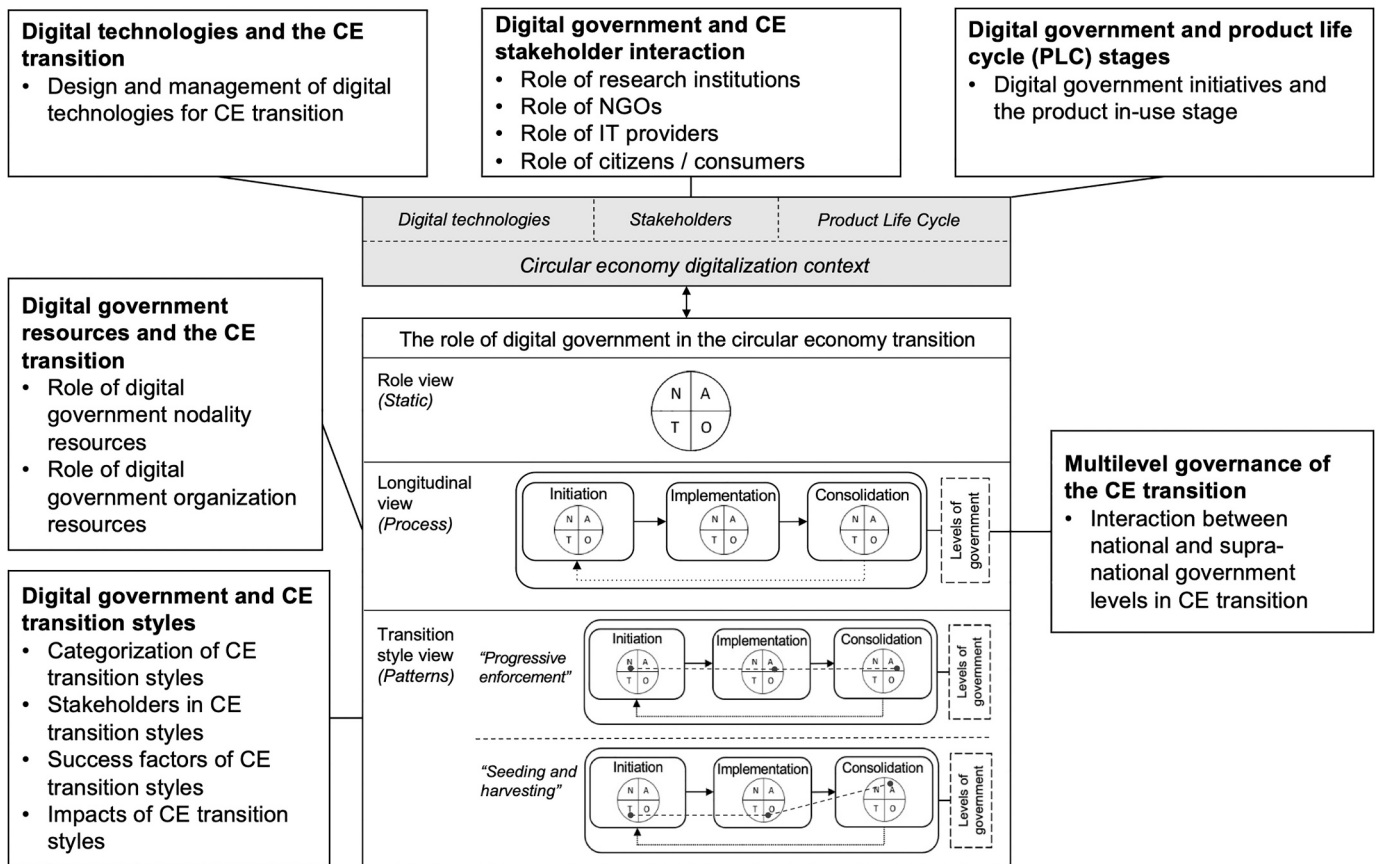 Digital technologies and the CE
transition
• Design and management of digital
technologies for CE transition
Digital government and CE
stakeholder interaction
• Role of research institutions
• Role of NGOs
• Role of IT providers
• Role of citizens / consumers
Digital government and product life
cycle (PLC) stages
• Digital government initiatives and
the product in-use stage
Digital technologies
Stakeholders
Product Life Cycle
Circular economy digitalization context
Digital government
resources and the CE
transition
• Role of digital
government nodality
resources
• Role of digital
government organization
resources
Digital government and CE
transition styles
• Categorization of CE
transition styles
• Stakeholders in CE
transition styles
• Success factors of CE
transition styles
• Impacts of CE transition
styles
The role of digital government in the circular economy transition
Role view
(Static)
N A
T O
Longitudinal
view
(Process)
Initiation
N A
T O
Implementation
N A
T O
Consolidation
N A
T O
Levels of
government
Transition
style view
(Patterns)
“Progressive
enforcement”
Initiation
N A
T O
Implementation
N A
T O
Consolidation
N A
T O
Levels of
government
“Seeding and
harvesting”
Initiation
N A
T O
Implementation
N A
T O
Consolidation
N A
T O
Levels of
government
Multilevel governance of
the CE transition
• Interaction between
national and supra-
national government
levels in CE transition